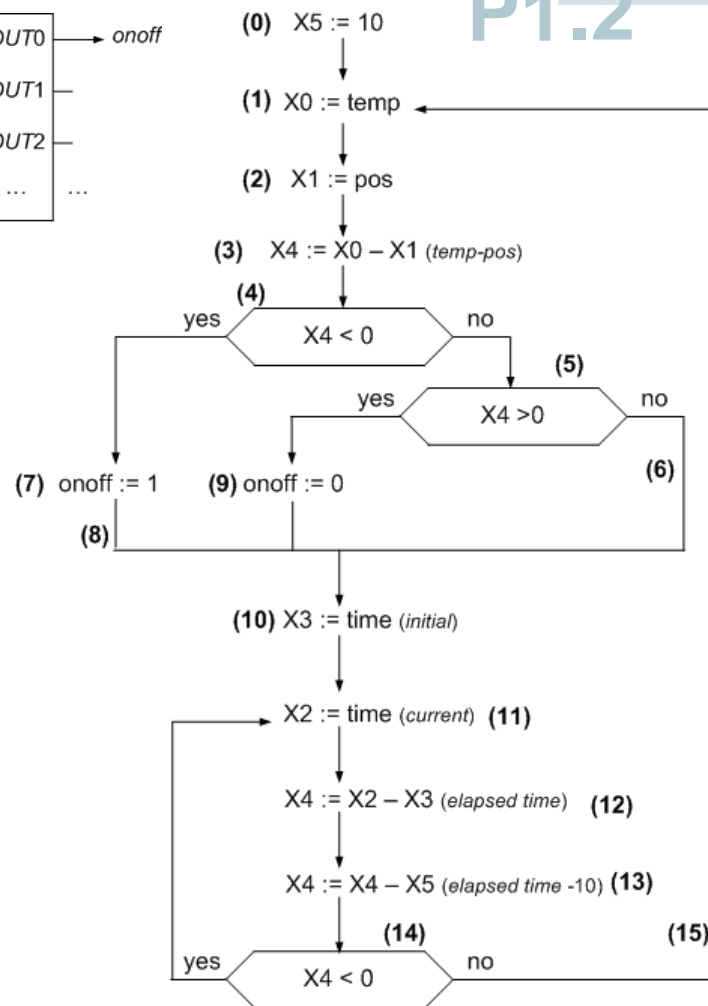 P1.2
OUT0 onoff
OUT1
OUT2
... ...
(0) X5 := 10
(1) X0 := temp
(2) X1 := pos
(3) X4 := X0 – X1 (temp-pos)
(4)
yes X4 < 0 no
(5)
yes X4 >0 no
(6)
(7) onoff := 1 (9) onoff := 0
(8)
(10) X3 := time (initial)
X2 := time (current) (11)
X4 := X2 – X3 (elapsed time) (12)
X4 := X4 – X5 (elapsed time -10) (13)
(14) (15)
yes X4 < 0 no